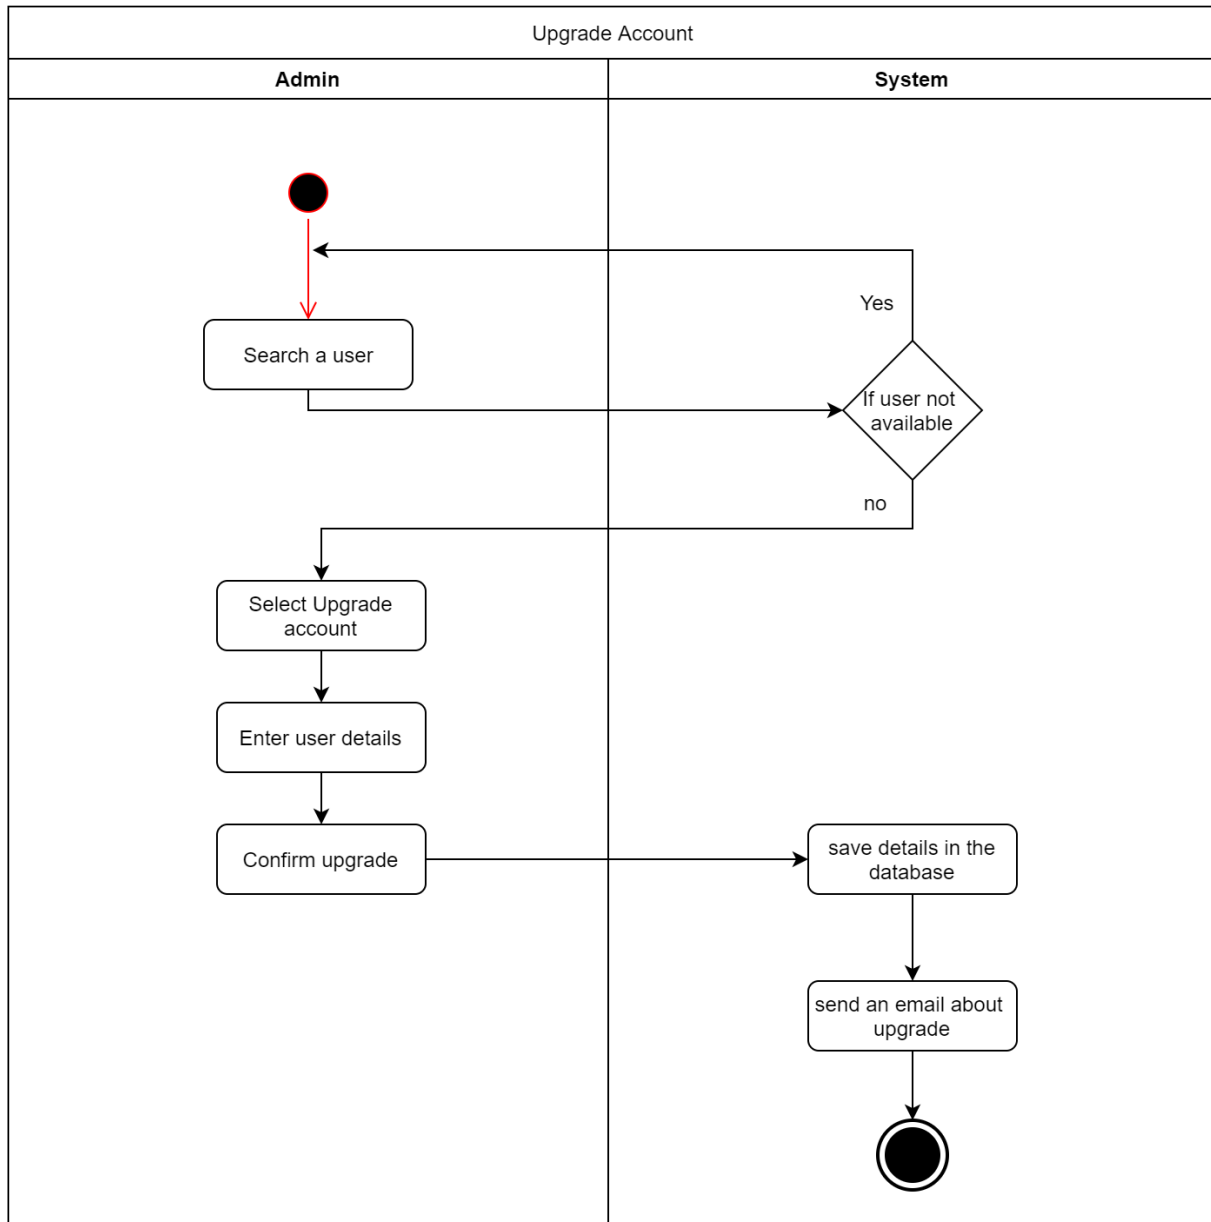 Upgrade Account
Admin
System
Yes
Search a user
If user not
available
no
Select Upgrade
account
Enter user details
Confirm upgrade
save details in the
database
send an email about
upgrade